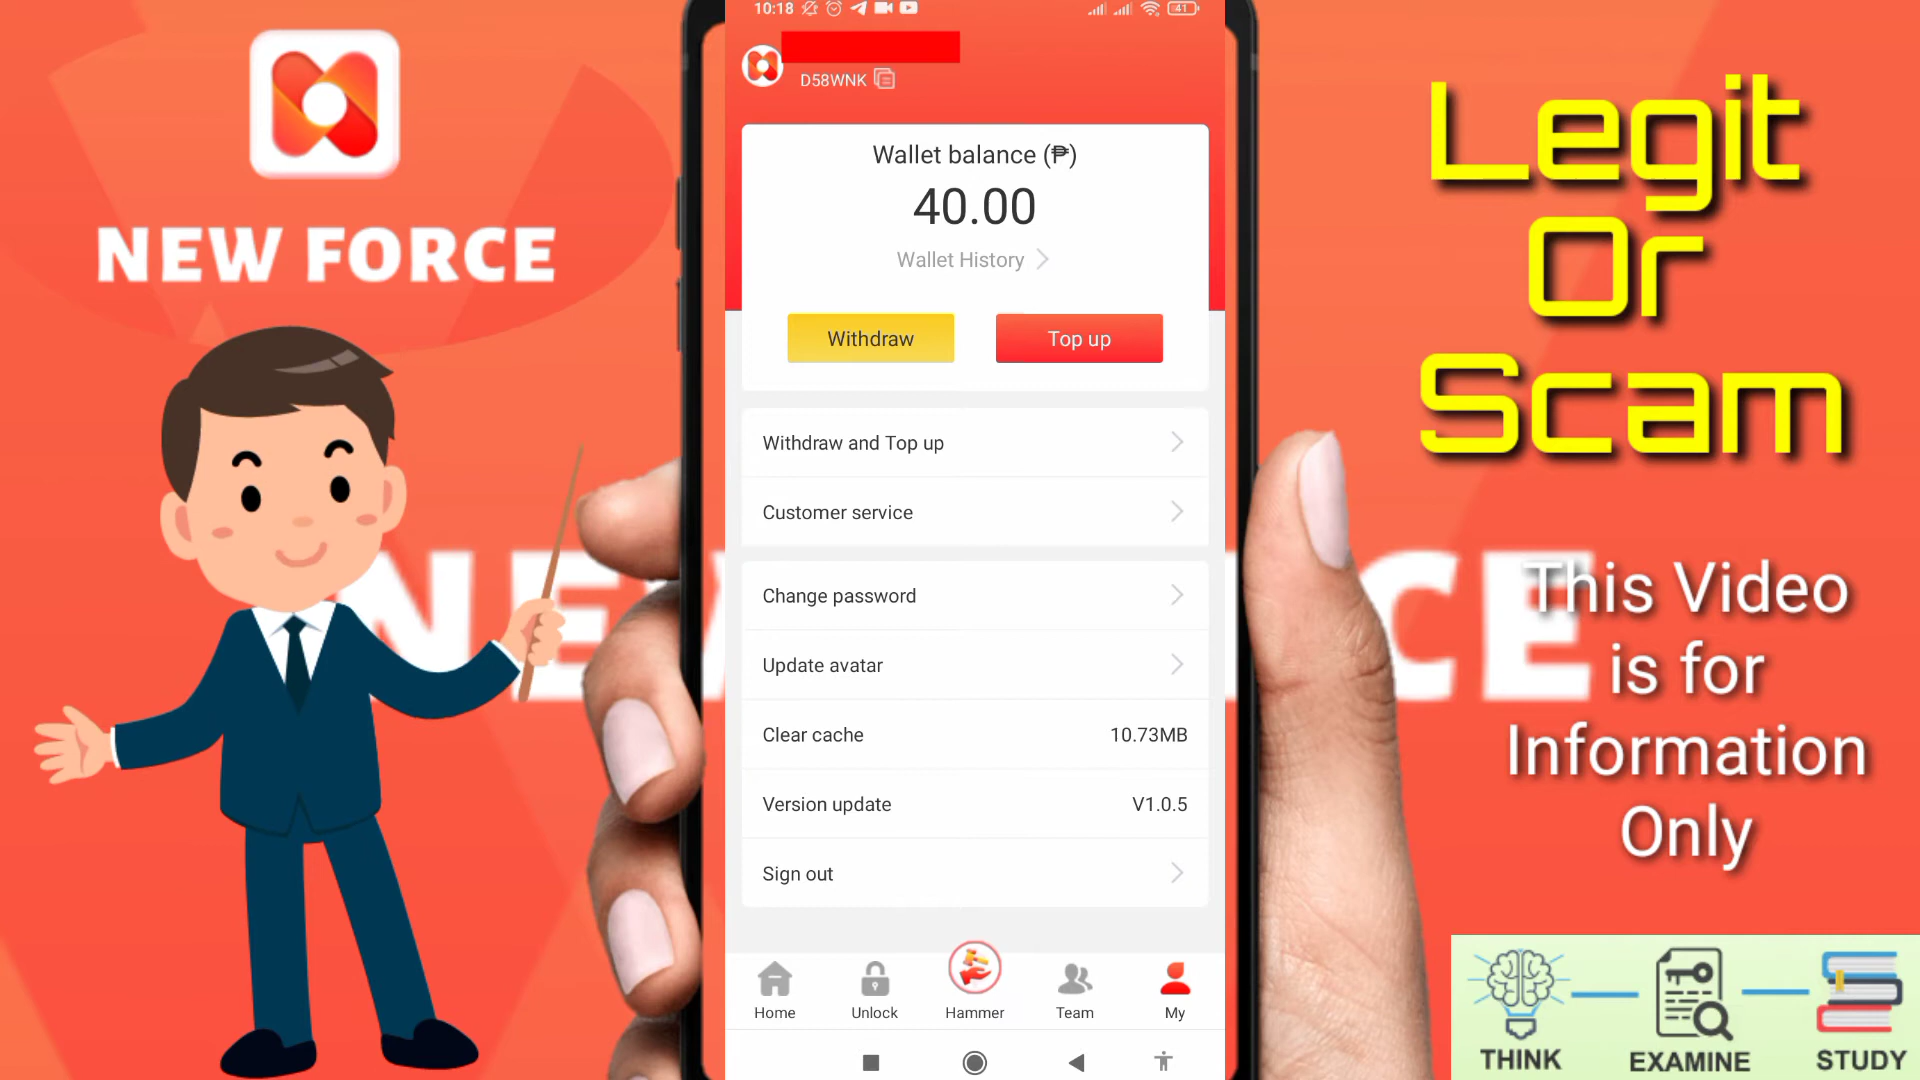 NEW FORCE
10:18
41
D58WNK
Wallet balance (₱)
40.00
Wallet History
Withdraw
Top up
Withdraw and Top up
Customer service
Change password
Update avatar
Clear cache 10.73MB
Version update V1.0.5
Sign out
Home Unlock Hammer Team My
Legit
Or
Scam
This Video
is for
Information
Only
THINK EXAMINE STUDY